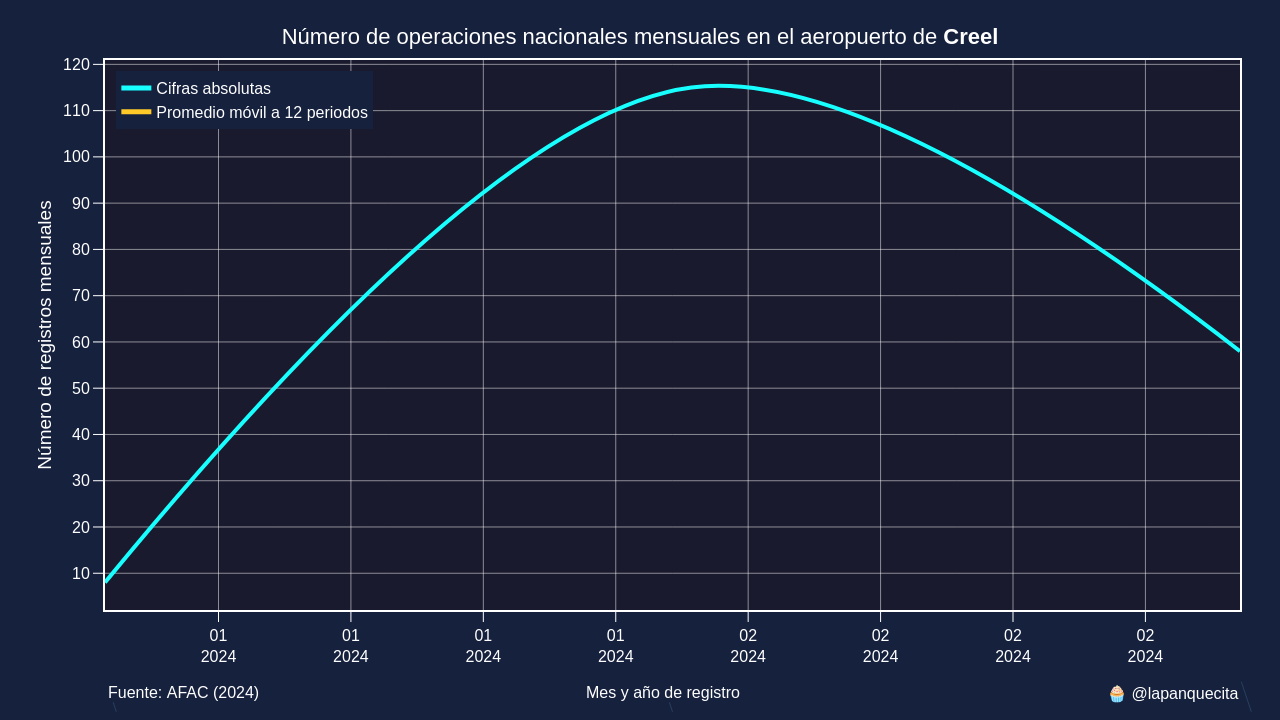 Número de operaciones nacionales mensuales en el aeropuerto de Creel
120
110
100
90
80
70
60
50
40
30
20
10
Número de registros mensuales
Cifras absolutas
Promedio móvil a 12 periodos
01 01 01 01 02 02 02 02
2024 2024 2024 2024 2024 2024 2024 2024
Fuente: AFAC (2024)
Mes y año de registro
🧁 @lapanquecita